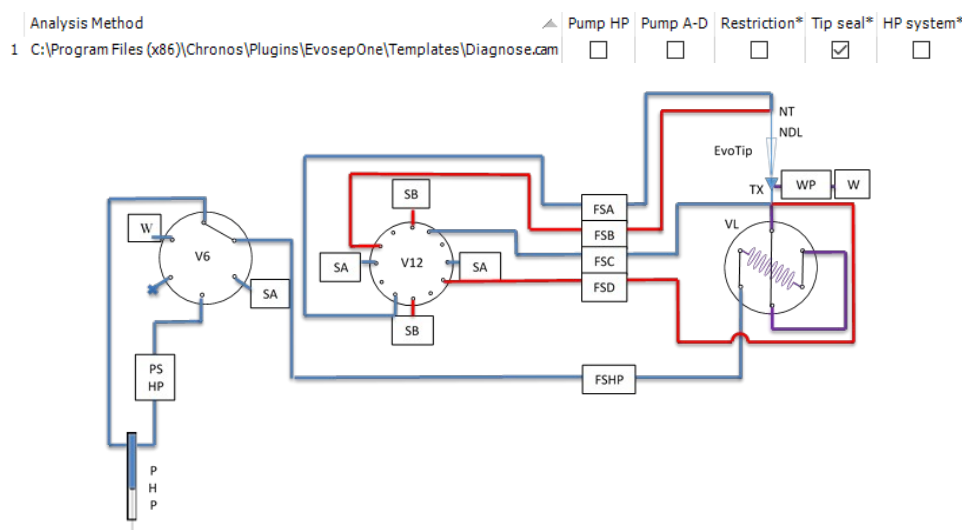 Analysis Method Pump HP Pump A-D Restriction* Tip seal* HP system*
1 C:\Program Files (x86)\Chronos\Plugins\EvosepOne\Templates\Diagnose.cam
NT
NDL
EvoTip
WP
W
TX
SB
FSA
FSB
FSC
FSD
W
V6
SA
SA
V12
SA
SB
VL
PS
HP
FSHP
P
H
P